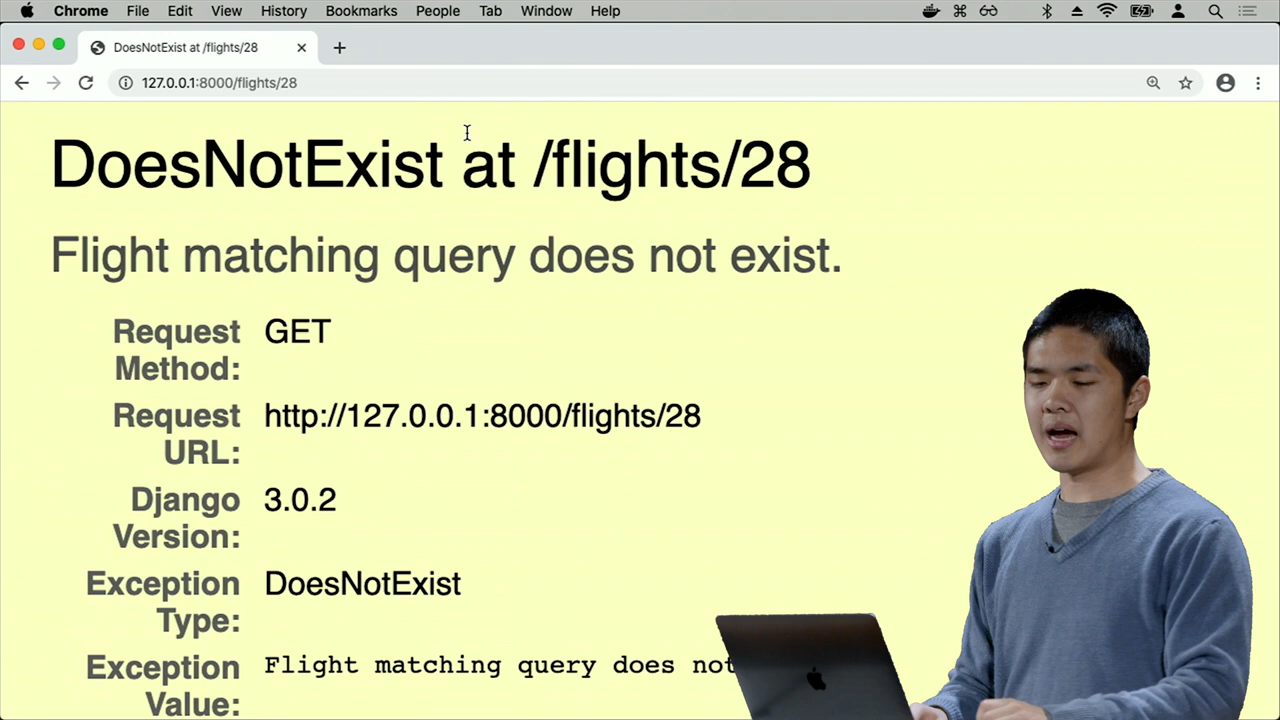 Chrome File Edit View History Bookmarks People Tab Window Help
DoesNotExist at /flights/28
127.0.0.1:8000/flights/28
DoesNotExist at /flights/28
Flight matching query does not exist.
Request Method: GET
Request URL: http://127.0.0.1:8000/flights/28
Django Version: 3.0.2
Exception Type: DoesNotExist
Exception Value: Flight matching query does not